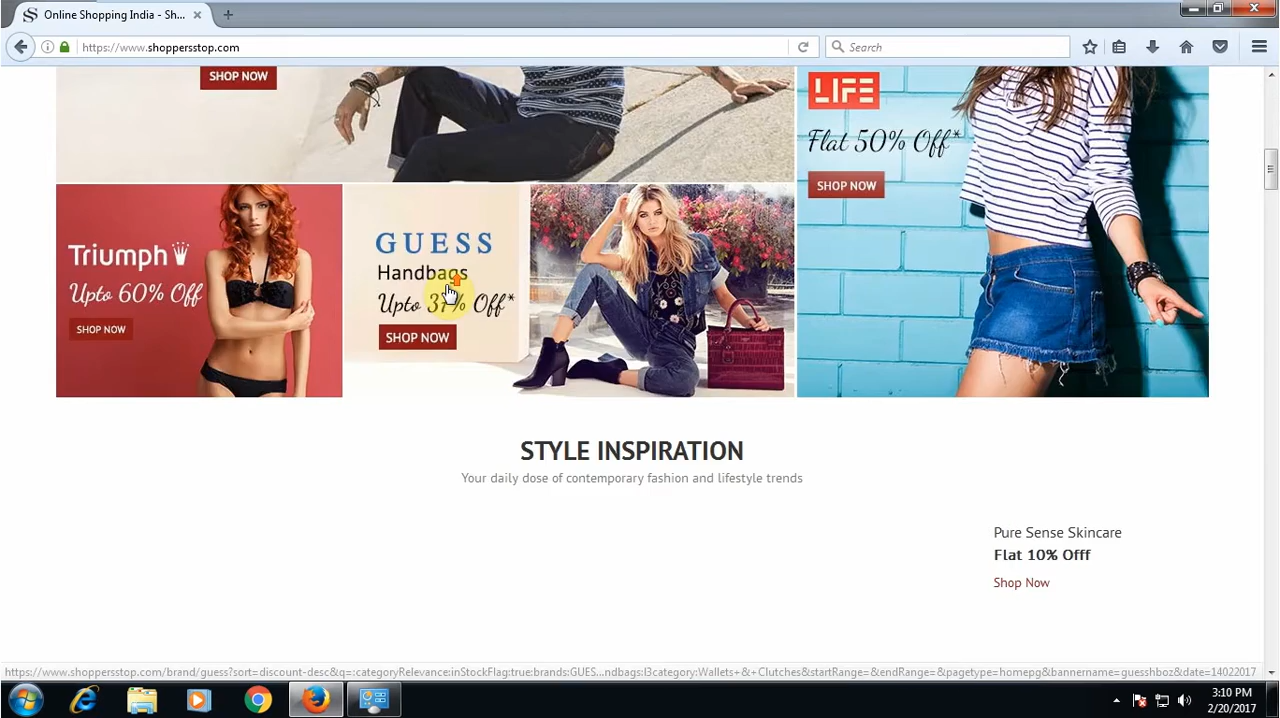 Online Shopping India - Sh...
https://www.shoppersstop.com
Search
SHOP NOW
LIFE
Flat 50% Off*
SHOP NOW
Triumph
Upto 60% Off
SHOP NOW
GUESS
Handbags
Upto 37% Off*
SHOP NOW
STYLE INSPIRATION
Your daily dose of contemporary fashion and lifestyle trends
Pure Sense Skincare
Flat 10% Offf
Shop Now
https://www.shoppersstop.com/brand/guess?sort=discount-desc&q=:categoryRelevance:inStockFlag:true:brands:GUES...ndbags:l3category:Wallets+&+Clutches&startRange=&endRange=&pagetype=homepg&bannername=guesshboz&date=14022017
3:10 PM
2/20/2017